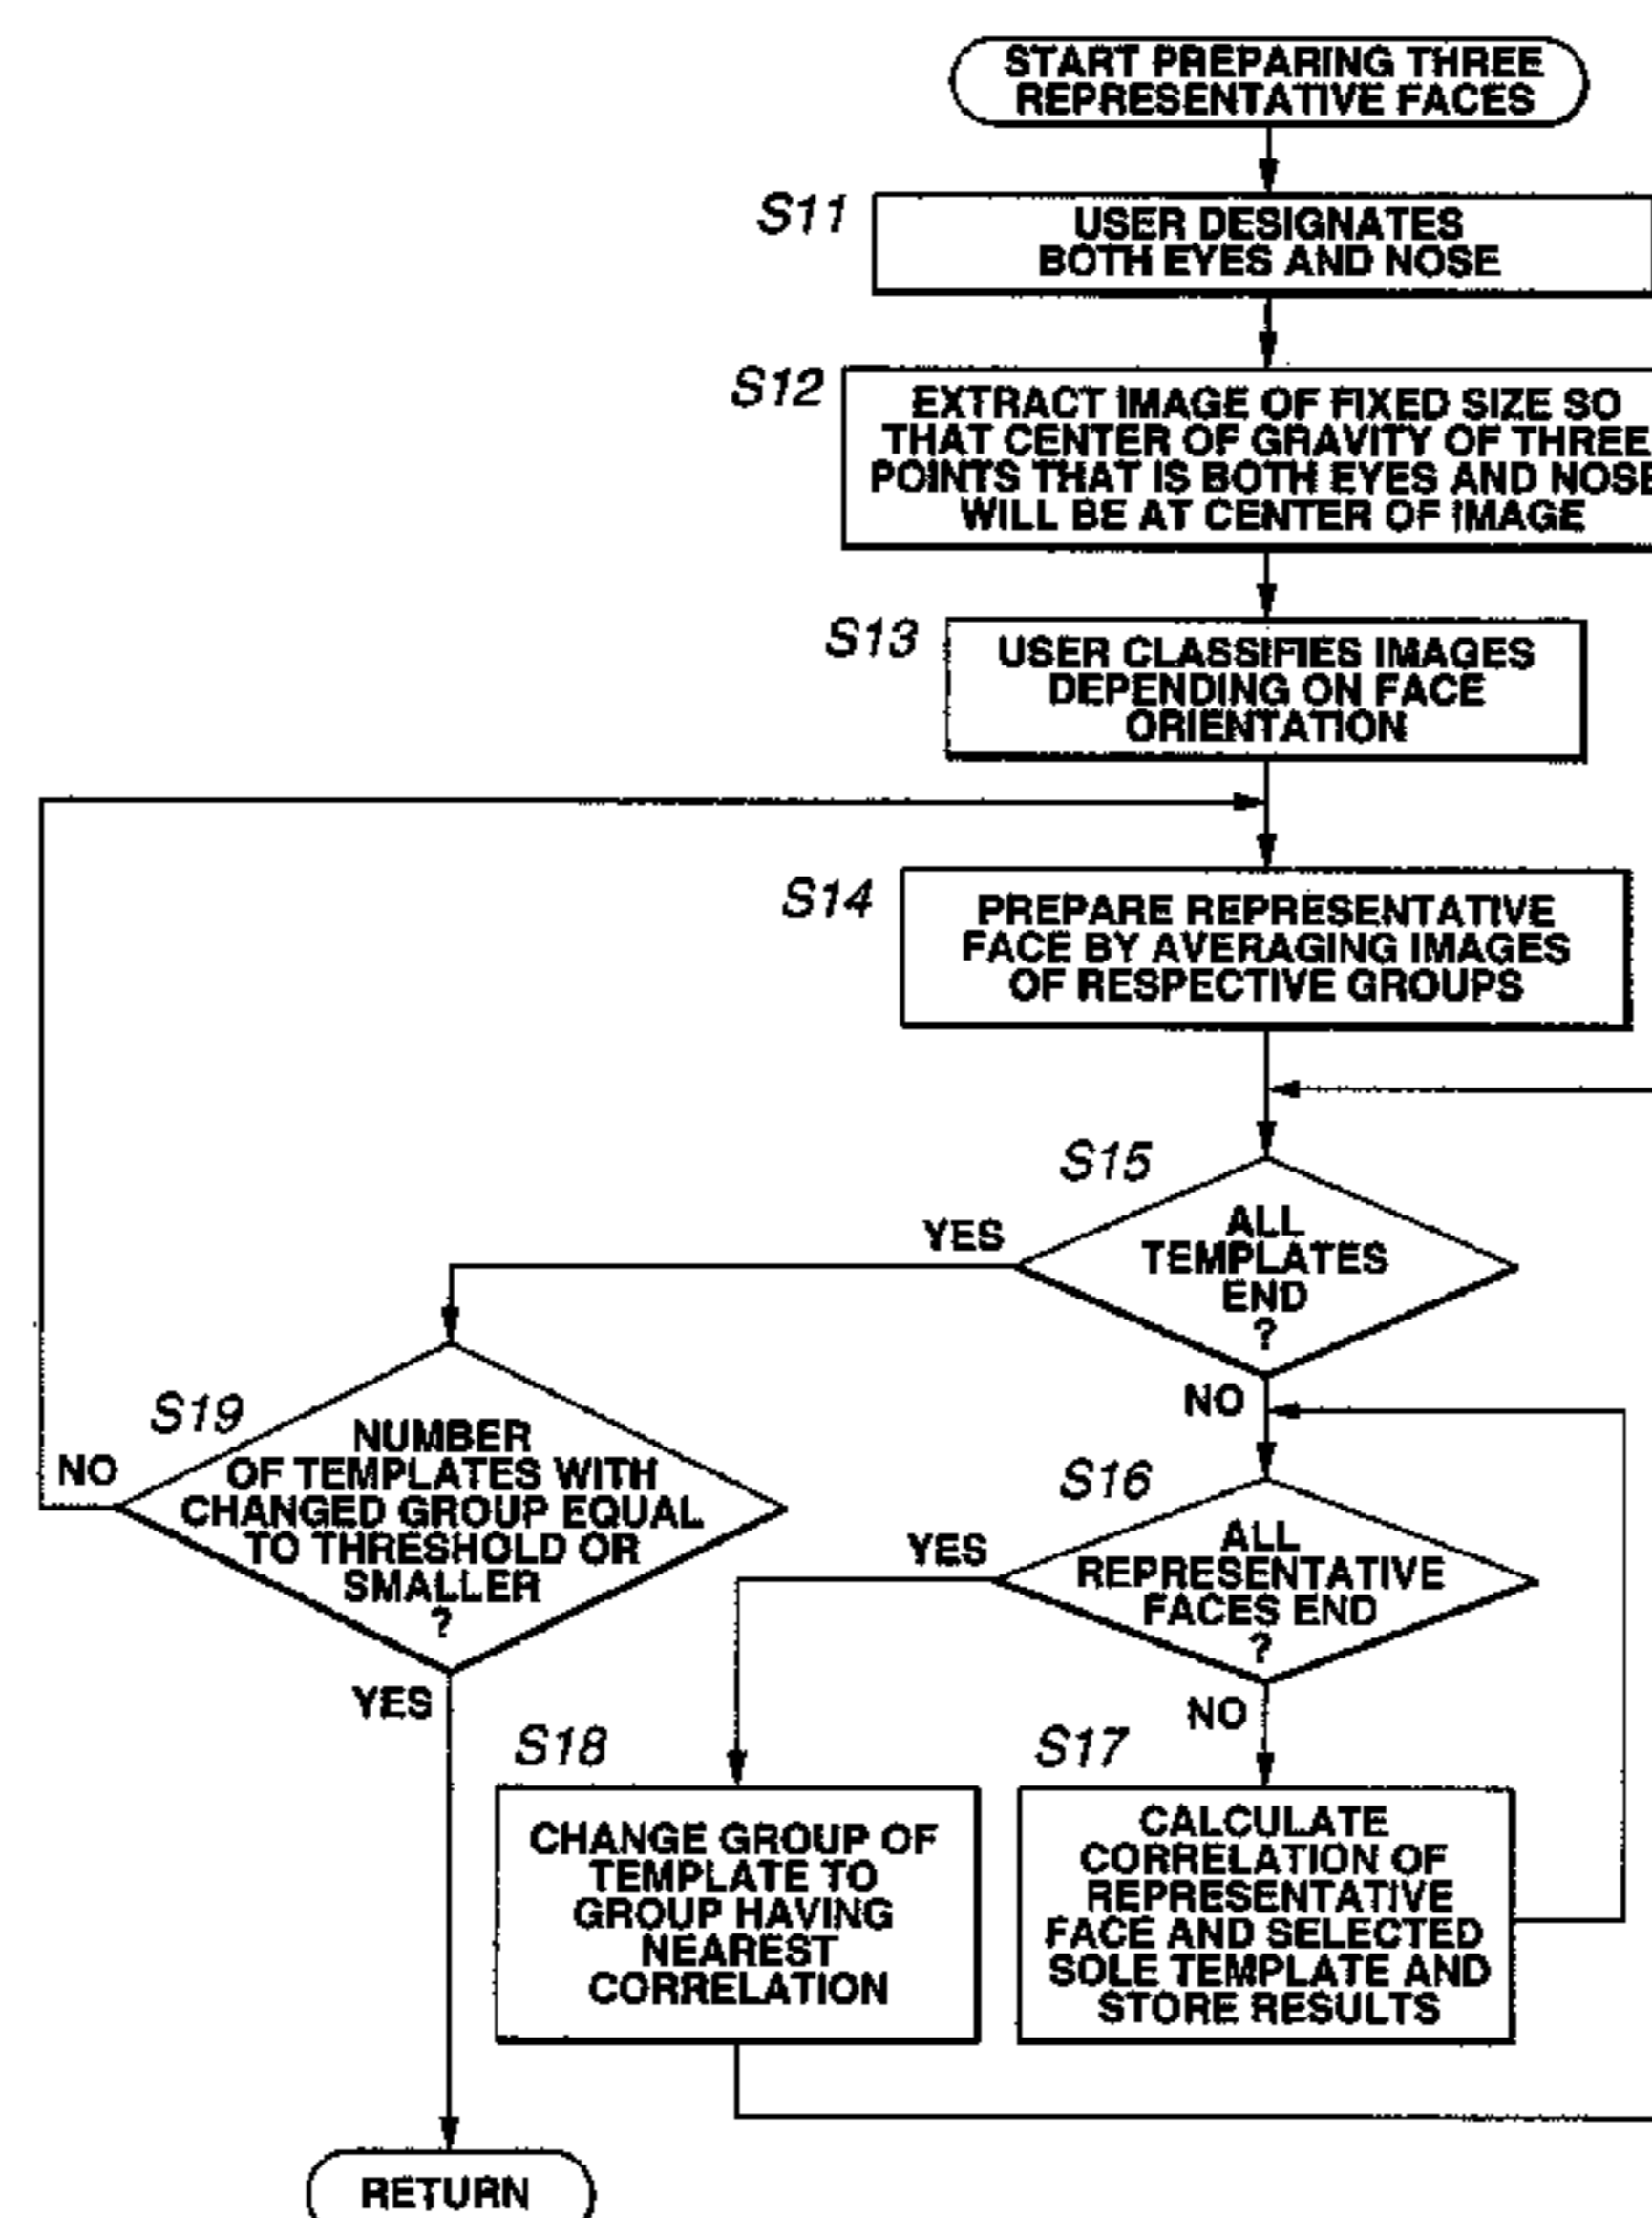 START PREPARING THREE
REPRESENTATIVE FACES
S11
USER DESIGNATES
BOTH EYES AND NOSE
S12
EXTRACT IMAGE OF FIXED SIZE SO
THAT CENTER OF GRAVITY OF THREE
POINTS THAT IS BOTH EYES AND NOSE
WILL BE AT CENTER OF IMAGE
S13
USER CLASSIFIES IMAGES
DEPENDING ON FACE
ORIENTATION
S14
PREPARE REPRESENTATIVE
FACE BY AVERAGING IMAGES
OF RESPECTIVE GROUPS
S15
YES
ALL
TEMPLATES
END
?
NO
S19
NO
NUMBER
OF TEMPLATES WITH
CHANGED GROUP EQUAL
TO THRESHOLD OR
SMALLER
?
YES
S16
YES
ALL
REPRESENTATIVE
FACES END
?
NO
S18
CHANGE GROUP OF
TEMPLATE TO
GROUP HAVING
NEAREST
CORRELATION
S17
CALCULATE
CORRELATION OF
REPRESENTATIVE
FACE AND SELECTED
SOLE TEMPLATE AND
STORE RESULTS
RETURN